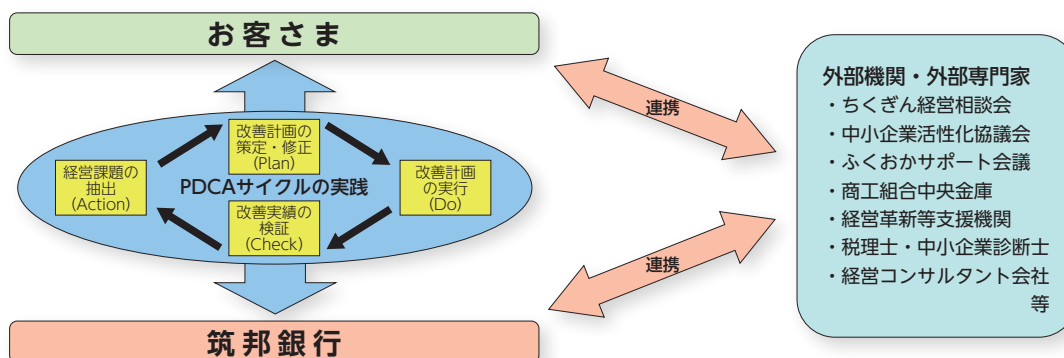 お客さま
改善計画の
策定・修正
(Plan)
経営課題の
抽出
(Action)
PDCAサイクルの実践
改善計画
の実行
(Do)
改善実績の
検証
(Check)
筑邦銀行
連携
連携
外部機関・外部専門家
・ちくぎん経営相談会
・中小企業活性化協議会
・ふくおかサポート会議
・商工組合中央金庫
・経営革新等支援機関
・税理士・中小企業診断士
・経営コンサルタント会社
等